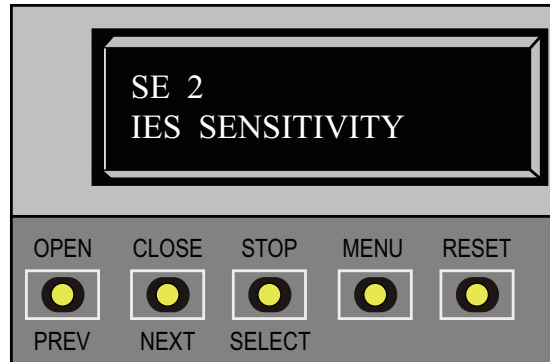 SE 2
IES SENSITIVITY
OPEN CLOSE STOP MENU RESET
PREV NEXT SELECT